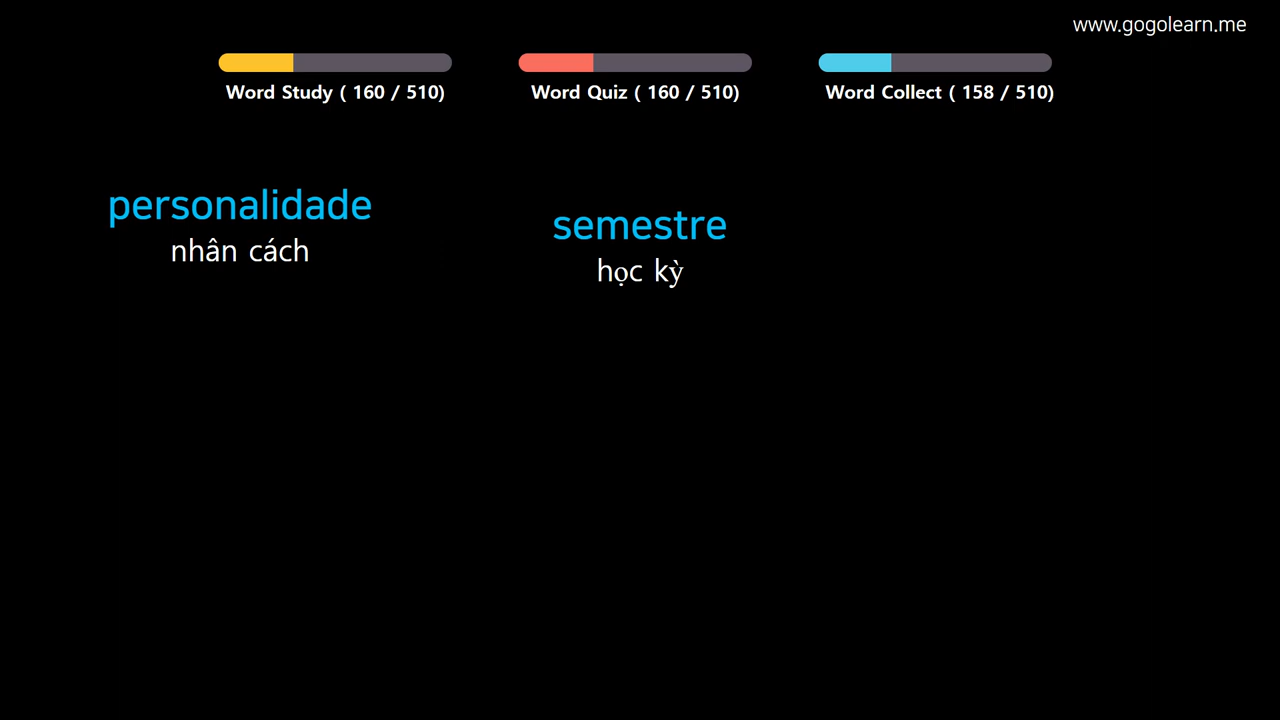 www.gogolearn.me
Word Study ( 160 / 510)
Word Quiz ( 160 / 510)
Word Collect ( 158 / 510)
personalidade
nhân cách
semestre
học kỳ